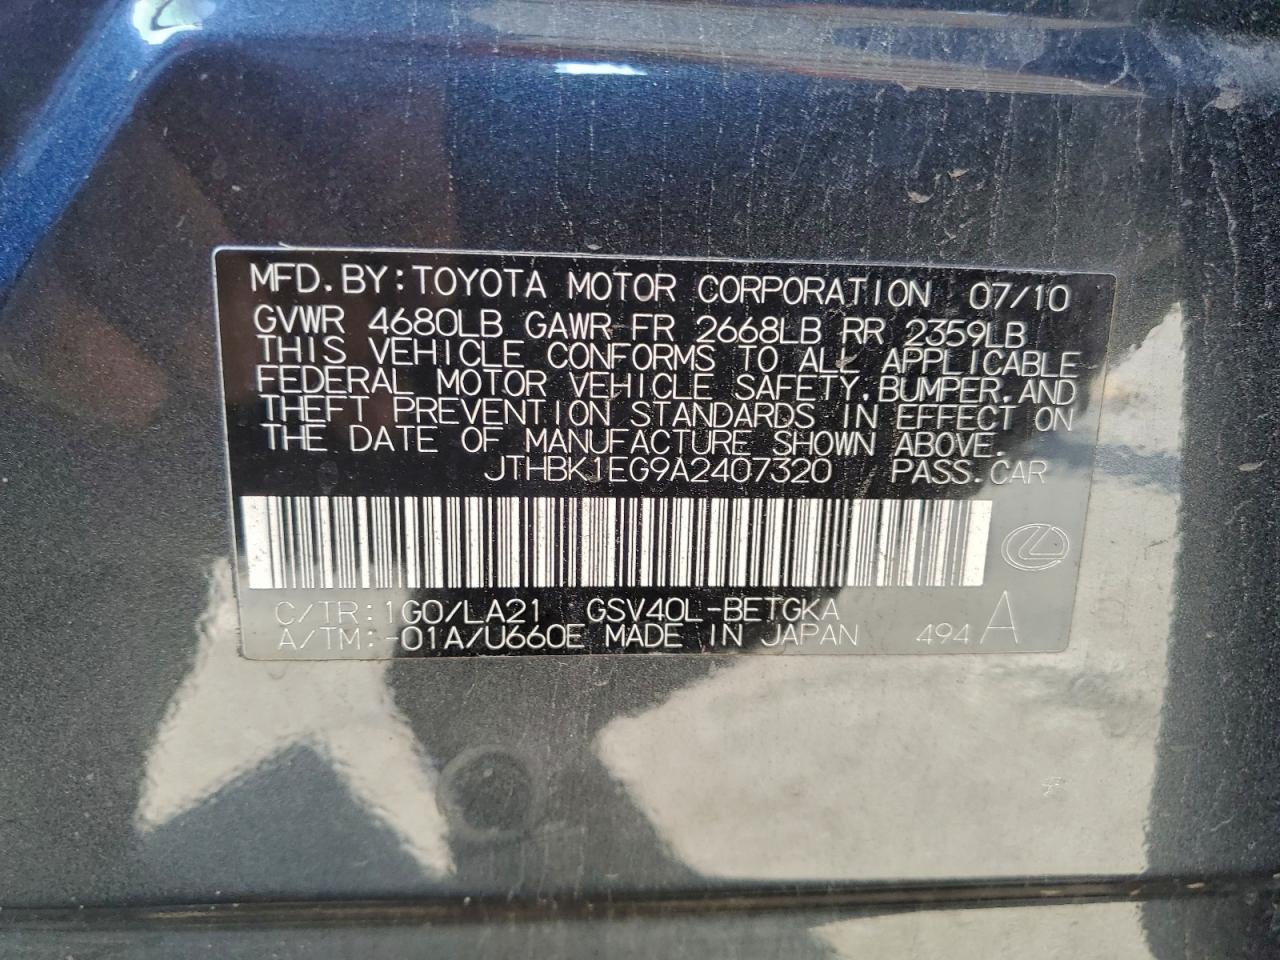 MFD.BY:TOYOTA MOTOR CORPORATION 07/10
GVWR 4680LB GAWR FR 2668LB RR 2359LB
THIS VEHICLE CONFORMS TO ALL APPLICABLE
FEDERAL MOTOR VEHICLE SAFETY,BUMPER,AND
THEFT PREVENTION STANDARDS IN EFFECT ON
THE DATE OF MANUFACTURE SHOWN ABOVE.
JTHBK1EG9A2407320 PASS.CAR
C/TR:1G0/LA21 GSV40L-BETGKA
A/TM:-01A/U660E MADE IN JAPAN 494 A